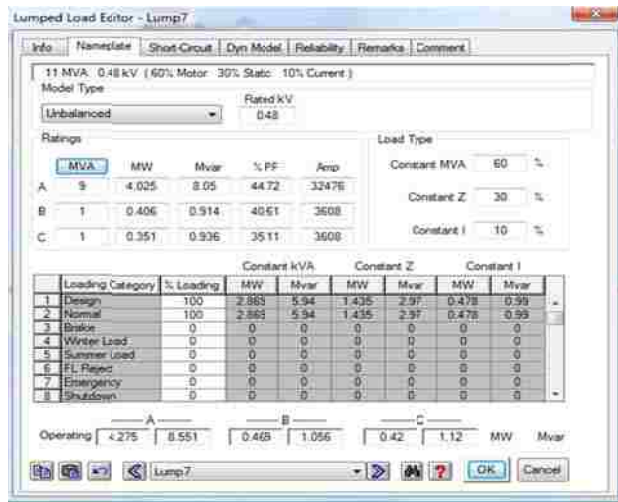 Lumped Load Editor - Lump7
Info Nameplate Short-Circuit Dyn Model Reliability Remarks Comment
11 MVA 0.48 kV ( 60% Motor 30% Static 10% Current )
Model Type
Unbalanced
Rated kV
0.48
Ratings
MVA MW Mvar % PF Amp
A 9 4.025 8.05 44.72 32476
B 1 0.406 0.914 40.61 3608
C 1 0.351 0.936 35.11 3608
Load Type
Constant MVA 60 %
Constant Z 30 %
Constant I 10 %
Constant kVA Constant Z Constant I
Loading Category % Loading MW Mvar MW Mvar MW Mvar
1 Design 100 2.869 5.94 1.435 2.97 0.478 0.99
2 Normal 100 2.869 5.94 1.435 2.97 0.478 0.99
3 Brake 0 0 0 0 0 0 0
4 Winter Load 0 0 0 0 0 0 0
5 Summer Load 0 0 0 0 0 0 0
6 FL Reject 0 0 0 0 0 0 0
7 Emergency 0 0 0 0 0 0 0
8 Shutdown 0 0 0 0 0 0 0
A B C
Operating 4.275 8.551 0.465 1.056 0.42 1.12 MW Mvar
Lump7 ? OK Cancel